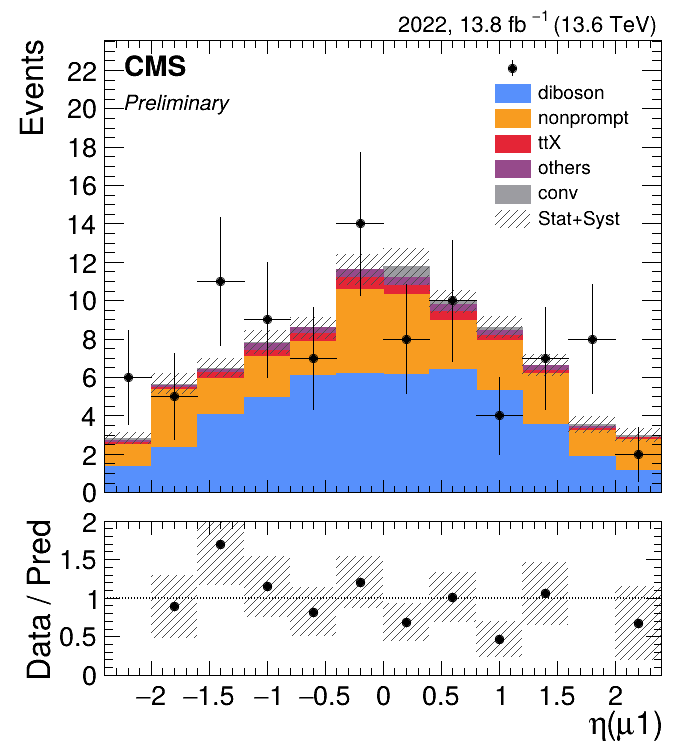 2022, 13.8 fb⁻¹ (13.6 TeV)
CMS
Preliminary
Events
22
20
18
16
14
12
10
8
6
4
2
0
diboson
nonprompt
ttX
others
conv
Stat+Syst
Data / Pred
2
1.5
1
0.5
0
−2 −1.5 −1 −0.5 0 0.5 1 1.5 2
η(μ1)